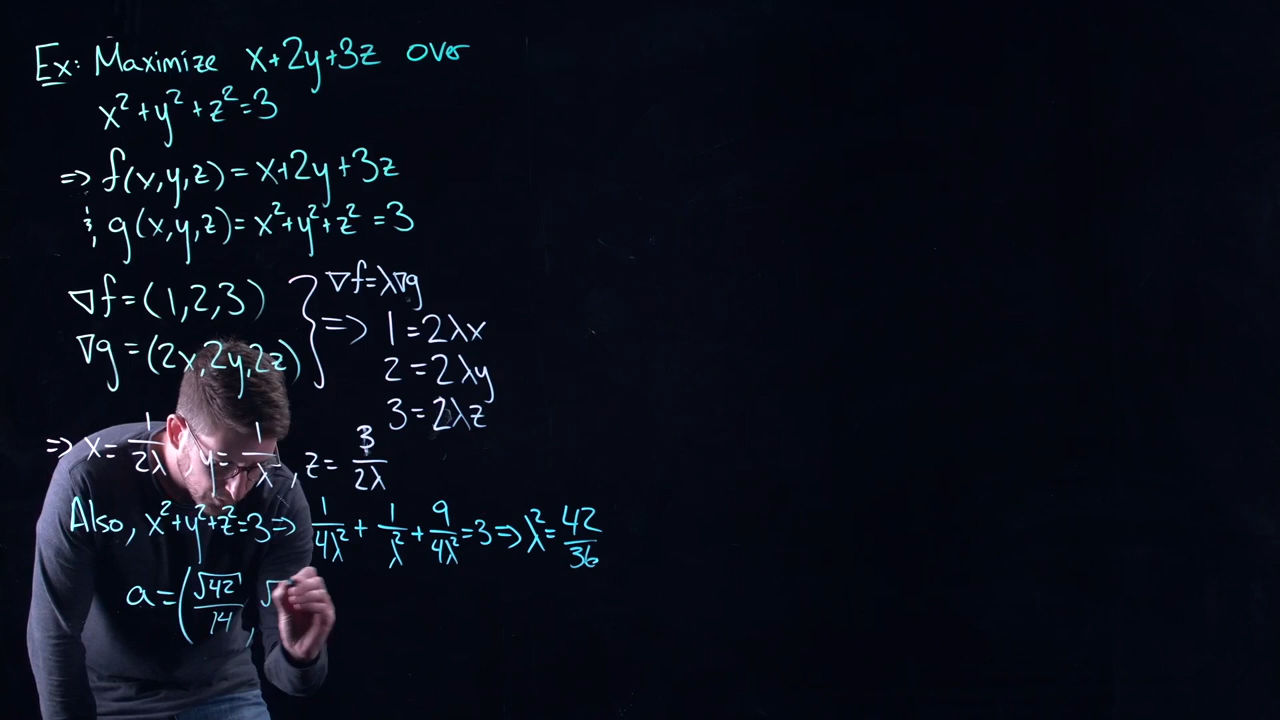 Ex: Maximize x+2y+3z over
x²+y²+z²=3
=> f(x,y,z)=x+2y+3z
& g(x,y,z)=x²+y²+z²=3
∇f=(1,2,3)
∇g=(2x,2y,2z)
∇f=λ∇g
=> 1=2λx
2=2λy
3=2λz
=> x=1/2λ, y=1/λ, z=3/2λ
Also, x²+y²+z²=3=> 1/4λ²+1/λ²+9/4λ²=3=>λ²=42/36
a=(√42/14, √